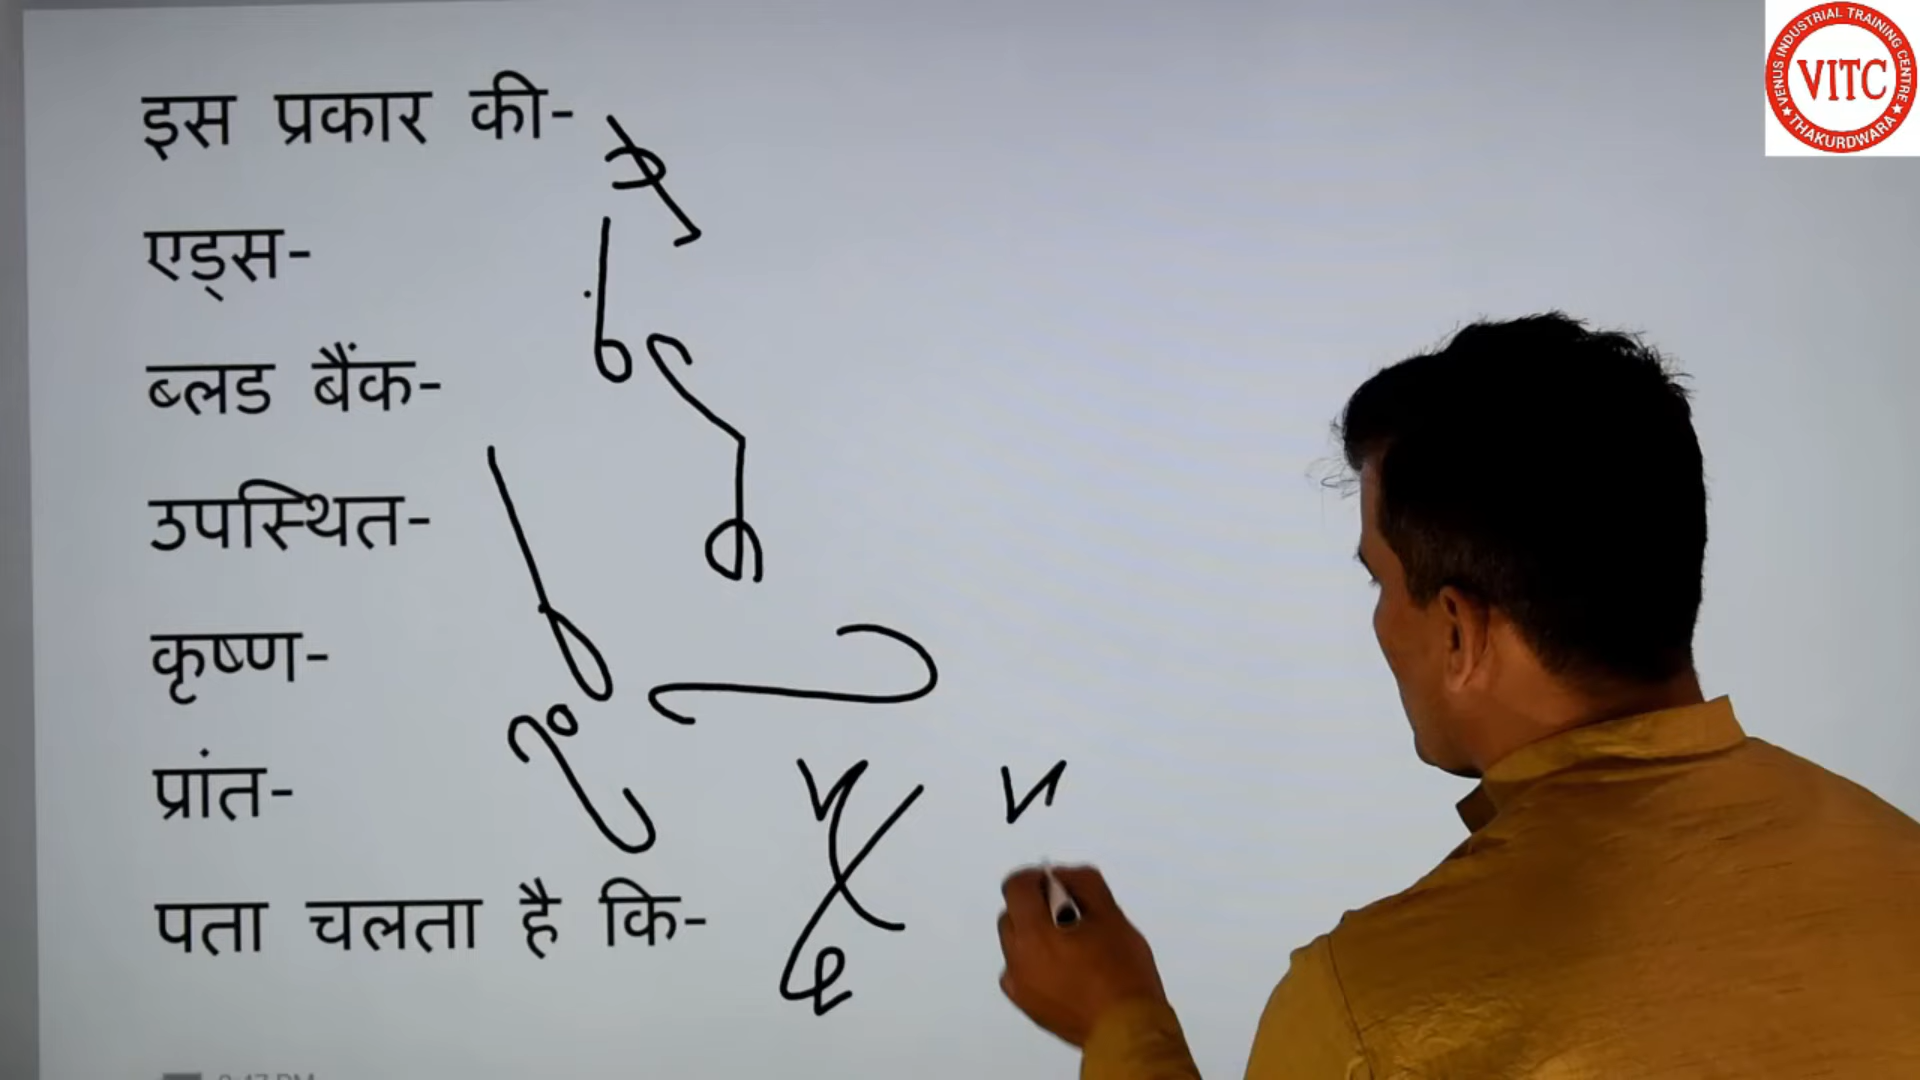 इस प्रकार की-
एड्स-
ब्लड बैंक-
उपस्थित-
कृष्ण-
प्रांत-
पता चलता है कि-
VENUS INDUSTRIAL TRAINING CENTRE
VITC
THAKURDWARA